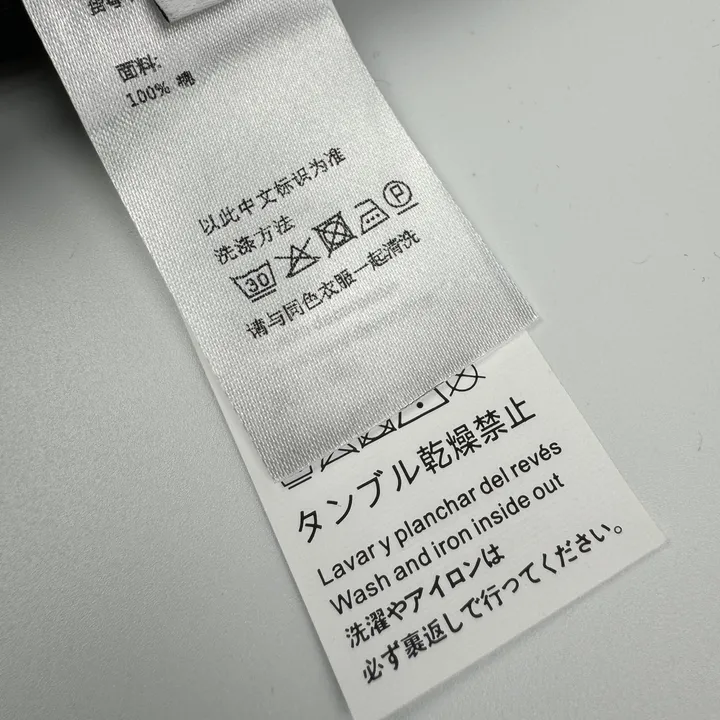 面料:
100% 棉
以此中文标识为准
洗涤方法
30 P
请与同色衣服一起清洗
タンブル乾燥禁止
Lavar y planchar del revés
Wash and iron inside out
洗濯やアイロンは
必ず裏返しで行ってください。